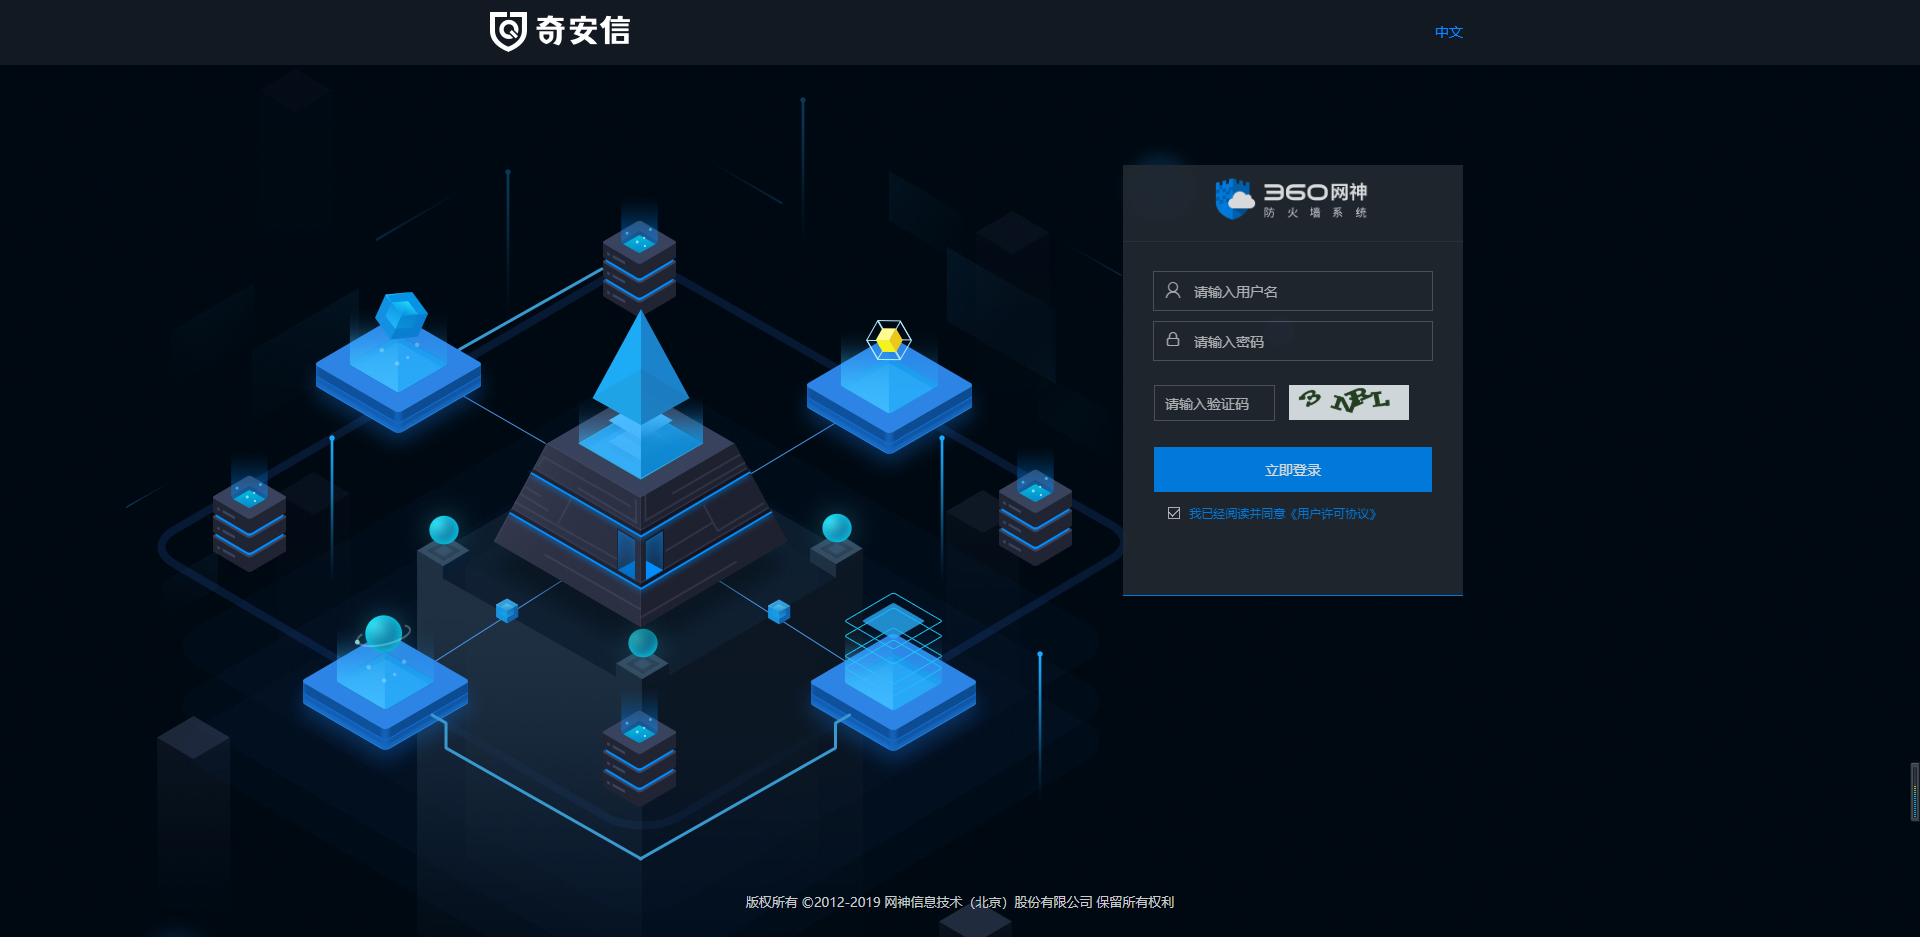 奇安信
中文
360网神
防火墙系统
请输入用户名
请输入密码
请输入验证码
3NBL
立即登录
我已经阅读并同意《用户许可协议》
版权所有 ©2012-2019 网神信息技术（北京）股份有限公司 保留所有权利